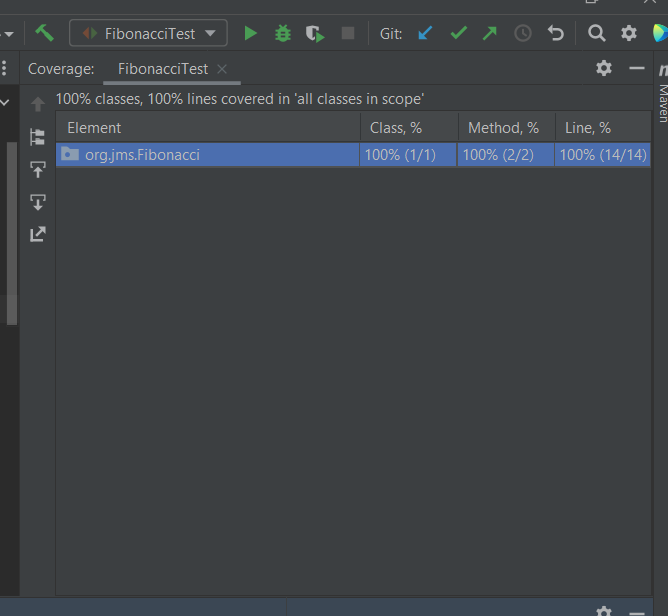 FibonacciTest
Git:
Coverage:
FibonacciTest
Maven
100% classes, 100% lines covered in 'all classes in scope'
Element
Class, %
Method, %
Line, %
org.jms.Fibonacci
100% (1/1)
100% (2/2)
100% (14/14)